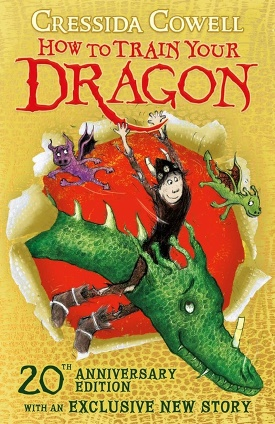 CRESSIDA COWELL
HOW TO TRAIN YOUR
DRAGON
20TH ANNIVERSARY
EDITION
WITH AN EXCLUSIVE NEW STORY